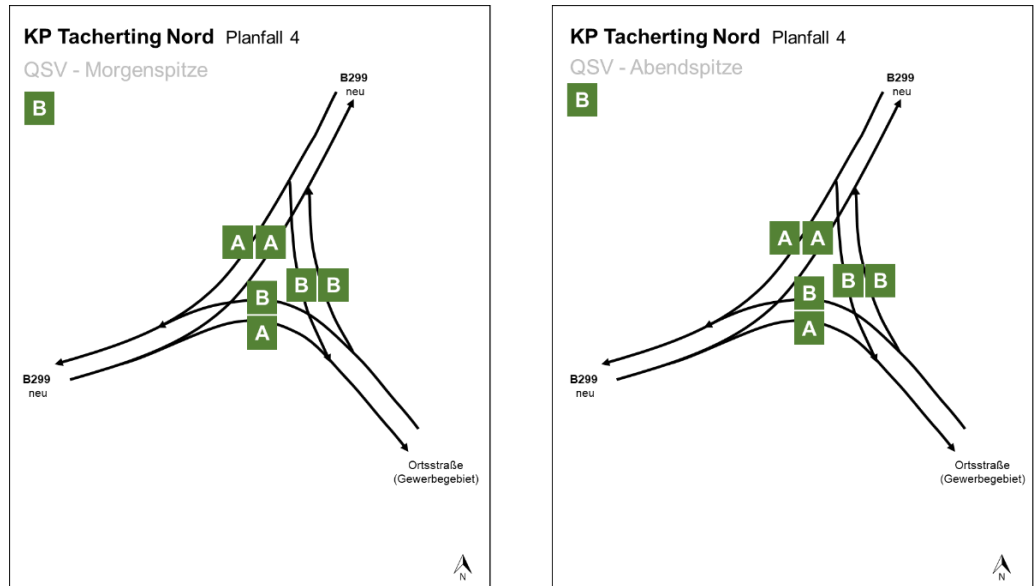 KP Tacherting Nord Planfall 4
QSV - Morgenspitze
B
B299
neu
A A
B B
B
A
B299
neu
Ortsstraße
(Gewerbegebiet)
N
KP Tacherting Nord Planfall 4
QSV - Abendspitze
B
B299
neu
A A
B B
B
A
B299
neu
Ortsstraße
(Gewerbegebiet)
N